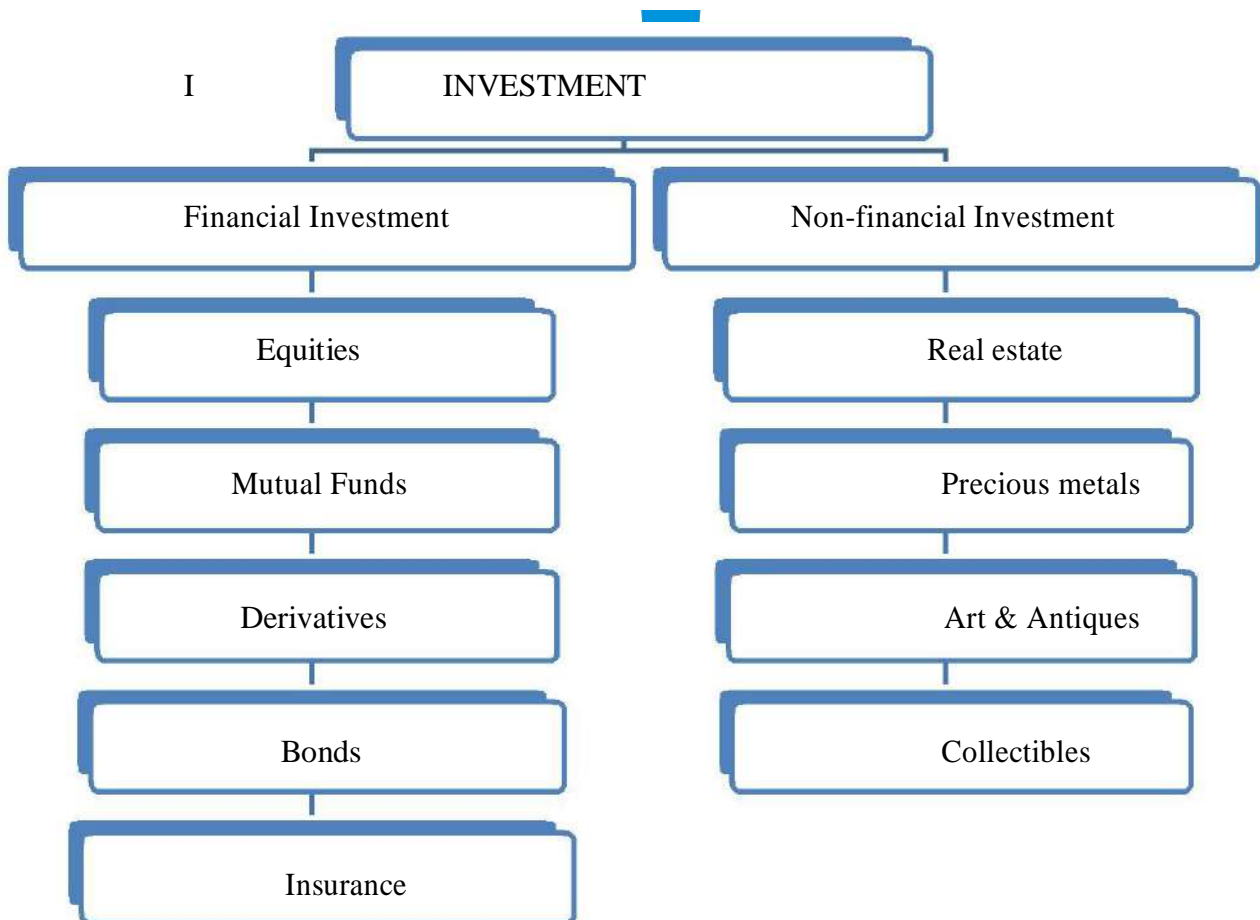 I INVESTMENT
Financial Investment
Non-financial Investment
Equities
Real estate
Mutual Funds
Precious metals
Derivatives
Art & Antiques
Bonds
Collectibles
Insurance